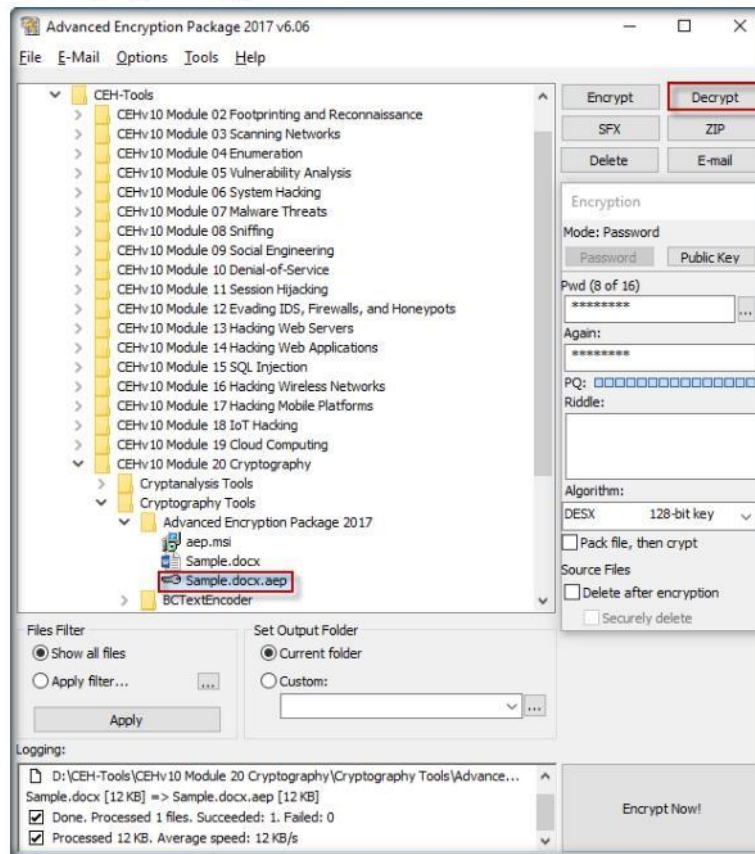 Advanced Encryption Package 2017 v6.06
File E-Mail Options Tools Help
CEH-Tools
CEHv10 Module 02 Footprinting and Reconnaissance
CEHv10 Module 03 Scanning Networks
CEHv10 Module 04 Enumeration
CEHv10 Module 05 Vulnerability Analysis
CEHv10 Module 06 System Hacking
CEHv10 Module 07 Malware Threats
CEHv10 Module 08 Sniffing
CEHv10 Module 09 Social Engineering
CEHv10 Module 10 Denial-of-Service
CEHv10 Module 11 Session Hijacking
CEHv10 Module 12 Evading IDS, Firewalls, and Honeypots
CEHv10 Module 13 Hacking Web Servers
CEHv10 Module 14 Hacking Web Applications
CEHv10 Module 15 SQL Injection
CEHv10 Module 16 Hacking Wireless Networks
CEHv10 Module 17 Hacking Mobile Platforms
CEHv10 Module 18 IoT Hacking
CEHv10 Module 19 Cloud Computing
CEHv10 Module 20 Cryptography
Cryptanalysis Tools
Cryptography Tools
Advanced Encryption Package 2017
aep.msi
Sample.docx
Sample.docx.aep
BCTextEncoder
Encrypt Decrypt
SFX ZIP
Delete E-mail
Encryption
Mode: Password
Password Public Key
Pwd (8 of 16)
******** ...
Again:
********
PQ:
Riddle:
Algorithm:
DESX 128-bit key
Pack file, then crypt
Source Files
Delete after encryption
Securely delete
Files Filter
Show all files
Apply filter... ...
Apply
Set Output Folder
Current folder
Custom:
...
Logging:
D:\CEH-Tools\CEHv10 Module 20 Cryptography\Cryptography Tools\Advance...
Sample.docx [12 KB] => Sample.docx.aep [12 KB]
Done. Processed 1 files. Succeeded: 1. Failed: 0
Processed 12 KB. Average speed: 12 KB/s
Encrypt Now!